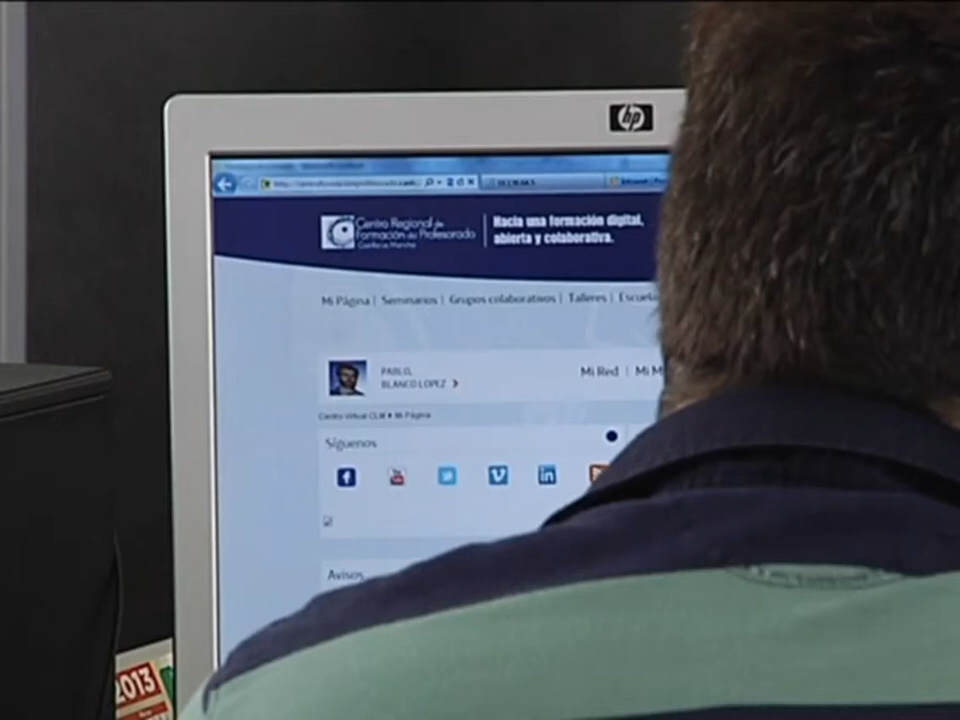 hp
Centro Regional de
Formación del Profesorado
Castilla-La Mancha
Hacia una formación digital,
abierta y colaborativa.
Mi Página | Seminarios | Grupos colaborativos | Talleres | Escuela
PABLO,
BLANCO LOPEZ >
Mi Red | Mi M
Centro Virtual CLM ▸ Mi Página
Síguenos
Avisos
2013